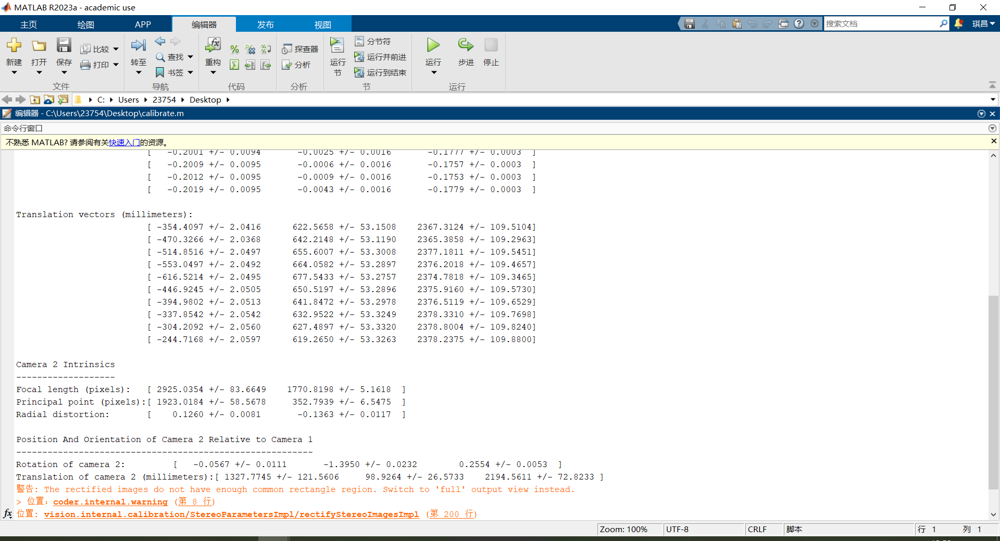 MATLAB R2023a - academic use
主页 绘图 APP 编辑器 发布 视图 搜索文档 琪昌
新建 打开 保存 比较 打印 转至 查找 书签 重构 探查器 分析 运行节 分节符 运行并前进 运行到结束 运行 步进 停止
文件 导航 代码 分析 节 运行
C: Users 23754 Desktop
编辑器 - C:\Users\23754\Desktop\calibrate.m
命令行窗口
不熟悉 MATLAB? 请参阅有关快速入门的资源。
[ -0.2001 +/- 0.0094 -0.0025 +/- 0.0016 -0.1777 +/- 0.0003 ]
[ -0.2009 +/- 0.0095 -0.0006 +/- 0.0016 -0.1757 +/- 0.0003 ]
[ -0.2012 +/- 0.0095 -0.0009 +/- 0.0016 -0.1753 +/- 0.0003 ]
[ -0.2019 +/- 0.0095 -0.0043 +/- 0.0016 -0.1779 +/- 0.0003 ]
Translation vectors (millimeters):
[ -354.4097 +/- 2.0416 622.5658 +/- 53.1508 2367.3124 +/- 109.5104]
[ -470.3266 +/- 2.0368 642.2148 +/- 53.1190 2365.3858 +/- 109.2963]
[ -514.8516 +/- 2.0497 655.6007 +/- 53.3008 2377.1811 +/- 109.5451]
[ -553.0497 +/- 2.0492 664.0582 +/- 53.2897 2376.2018 +/- 109.4657]
[ -616.5214 +/- 2.0495 677.5433 +/- 53.2757 2374.7818 +/- 109.3465]
[ -446.9245 +/- 2.0505 650.5197 +/- 53.2896 2375.9160 +/- 109.5730]
[ -394.9802 +/- 2.0513 641.8472 +/- 53.2978 2376.5119 +/- 109.6529]
[ -337.8542 +/- 2.0542 632.9522 +/- 53.3249 2378.3310 +/- 109.7698]
[ -304.2092 +/- 2.0560 627.4897 +/- 53.3320 2378.8004 +/- 109.8240]
[ -244.7168 +/- 2.0597 619.2650 +/- 53.3263 2378.2375 +/- 109.8800]
Camera 2 Intrinsics
-------------------
Focal length (pixels): [ 2925.0354 +/- 83.6649 1770.8198 +/- 5.1618 ]
Principal point (pixels):[ 1923.0184 +/- 58.5678 352.7939 +/- 6.5475 ]
Radial distortion: [ 0.1260 +/- 0.0081 -0.1363 +/- 0.0117 ]
Position And Orientation of Camera 2 Relative to Camera 1
---------------------------------------------------------
Rotation of camera 2: [ -0.0567 +/- 0.0111 -1.3950 +/- 0.0232 0.2554 +/- 0.0053 ]
Translation of camera 2 (millimeters):[ 1327.7745 +/- 121.5606 98.9264 +/- 26.5733 2194.5611 +/- 72.8233 ]
警告: The rectified images do not have enough common rectangle region. Switch to 'full' output view instead.
> 位置: coder.internal.warning (第 8 行)
fx 位置: vision.internal.calibration/StereoParametersImpl/rectifyStereoImagesImpl (第 200 行)
Zoom: 100% UTF-8 CRLF 脚本 行 1 列 1